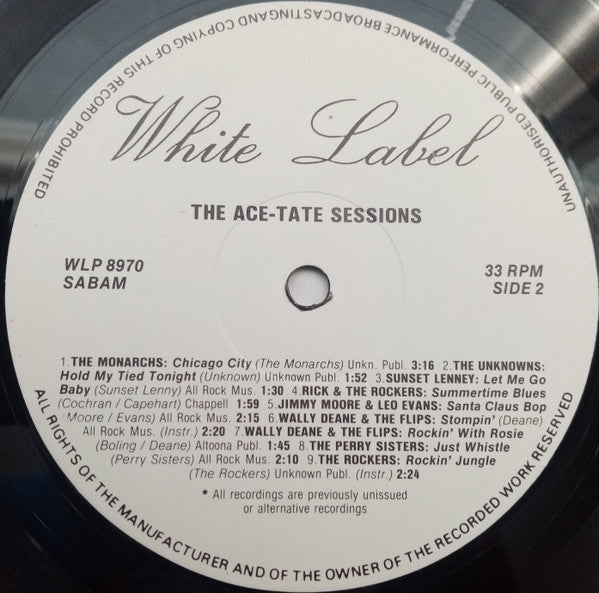 UNAUTHORISED PUBLIC PERFORMANCE BROADCASTINGAND COPYING OF THIS RECORD PROHIBITED
White Label
THE ACE-TATE SESSIONS
WLP 8970
SABAM
33 RPM
SIDE 2
1.THE MONARCHS: Chicago City (The Monarchs) Unkn. Publ. 3:16 2.THE UNKNOWNS:
Hold My Tied Tonight (Unknown) Unknown Publ. 1:52 3.SUNSET LENNEY: Let Me Go
Baby (Sunset Lenny) All Rock Mus. 1:30 4.RICK & THE ROCKERS: Summertime Blues
(Cochran / Capehart) Chappell 1:59 5.JIMMY MOORE & LEO EVANS: Santa Claus Bop
Moore / Evans) All Rock Mus. 2:15 6.WALLY DEANE & THE FLIPS: Stompin' (Deane)
All Rock Mus. (Instr.) 2:20 7.WALLY DEANE & THE FLIPS: Rockin' With Rosie
(Boling / Deane) Altoona Publ. 1:45 8.THE PERRY SISTERS: Just Whistle
(Perry Sisters) All Rock Mus. 2:10 9.THE ROCKERS: Rockin' Jungle
(The Rockers) Unknown Publ. (Instr.) 2:24
* All recordings are previously unissued
or alternative recordings
ALL RIGHTS OF THE MANUFACTURER AND OF THE OWNER OF THE RECORDED WORK RESERVED